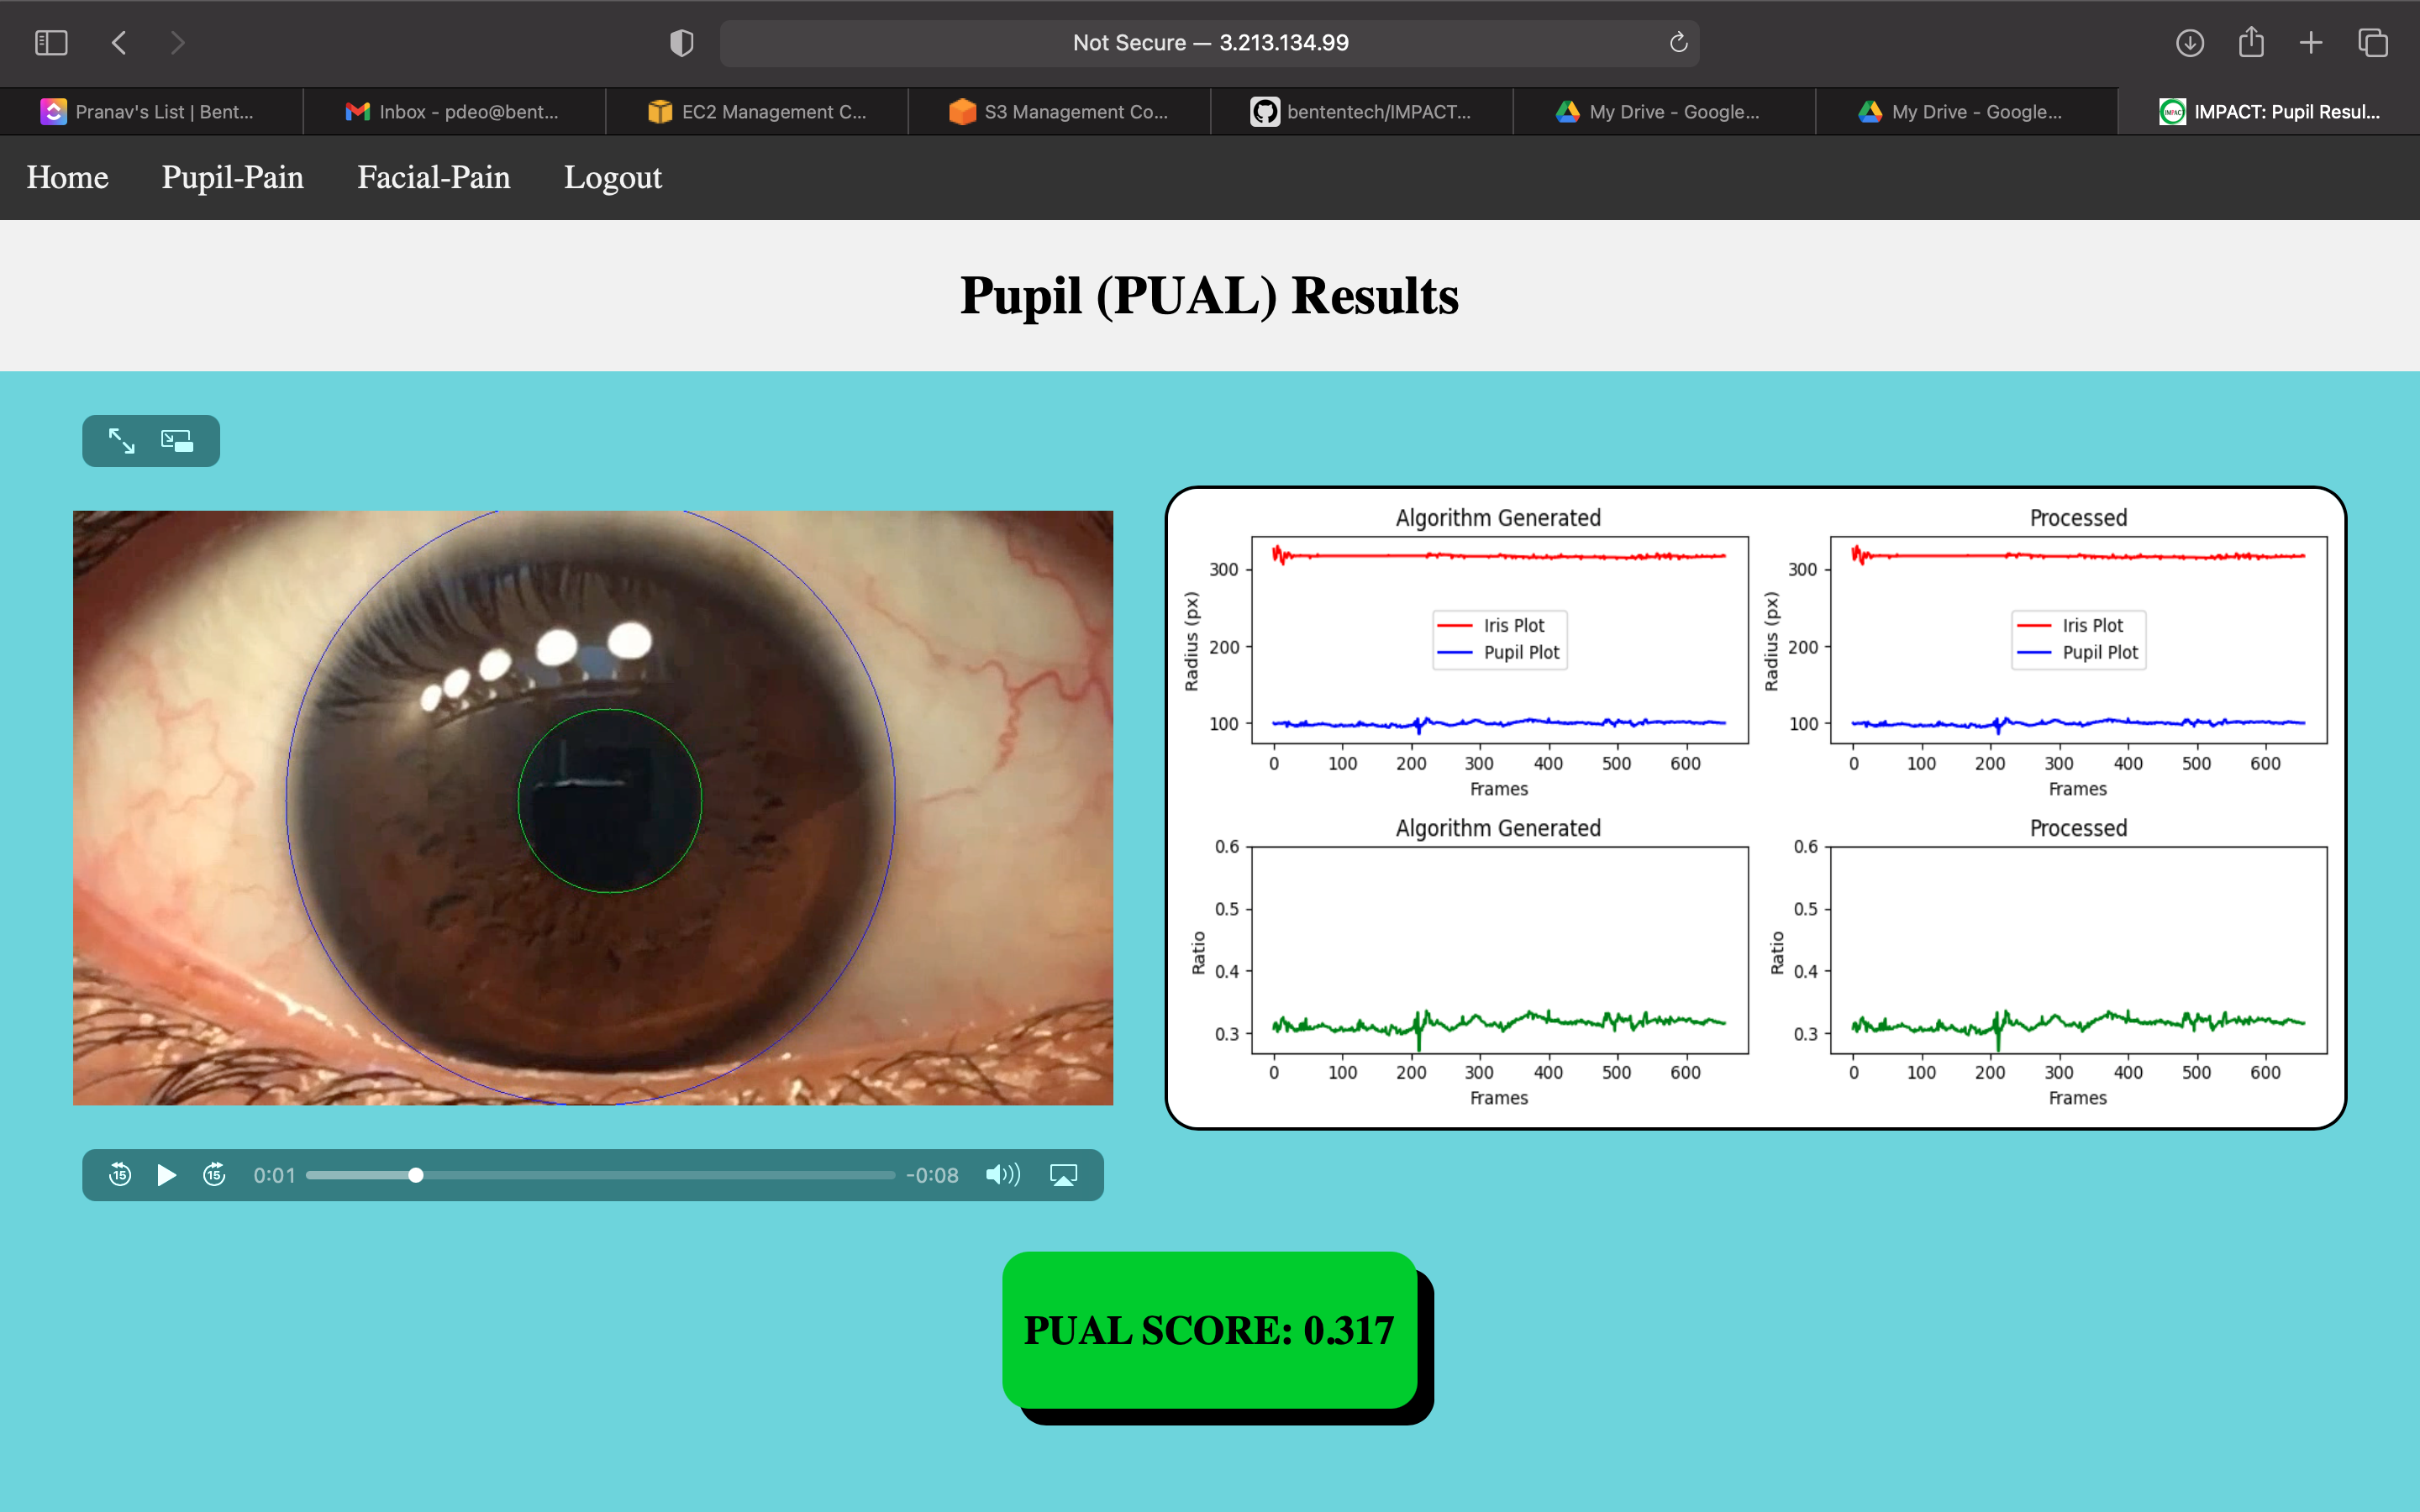 Not Secure — 3.213.134.99
Pranav's List | Bent...
Inbox - pdeo@bent...
EC2 Management C...
S3 Management Co...
bententech/IMPACT...
My Drive - Google...
My Drive - Google...
IMPACT: Pupil Resul...
Home Pupil-Pain Facial-Pain Logout
Pupil (PUAL) Results
Algorithm Generated
300
200
100
Radius (px)
Iris Plot
Pupil Plot
0 100 200 300 400 500 600
Frames
Processed
300
200
100
Radius (px)
Iris Plot
Pupil Plot
0 100 200 300 400 500 600
Frames
Algorithm Generated
0.6
0.5
0.4
0.3
Ratio
0 100 200 300 400 500 600
Frames
Processed
0.6
0.5
0.4
0.3
Ratio
0 100 200 300 400 500 600
Frames
15 15 0:01 -0:08
PUAL SCORE: 0.317